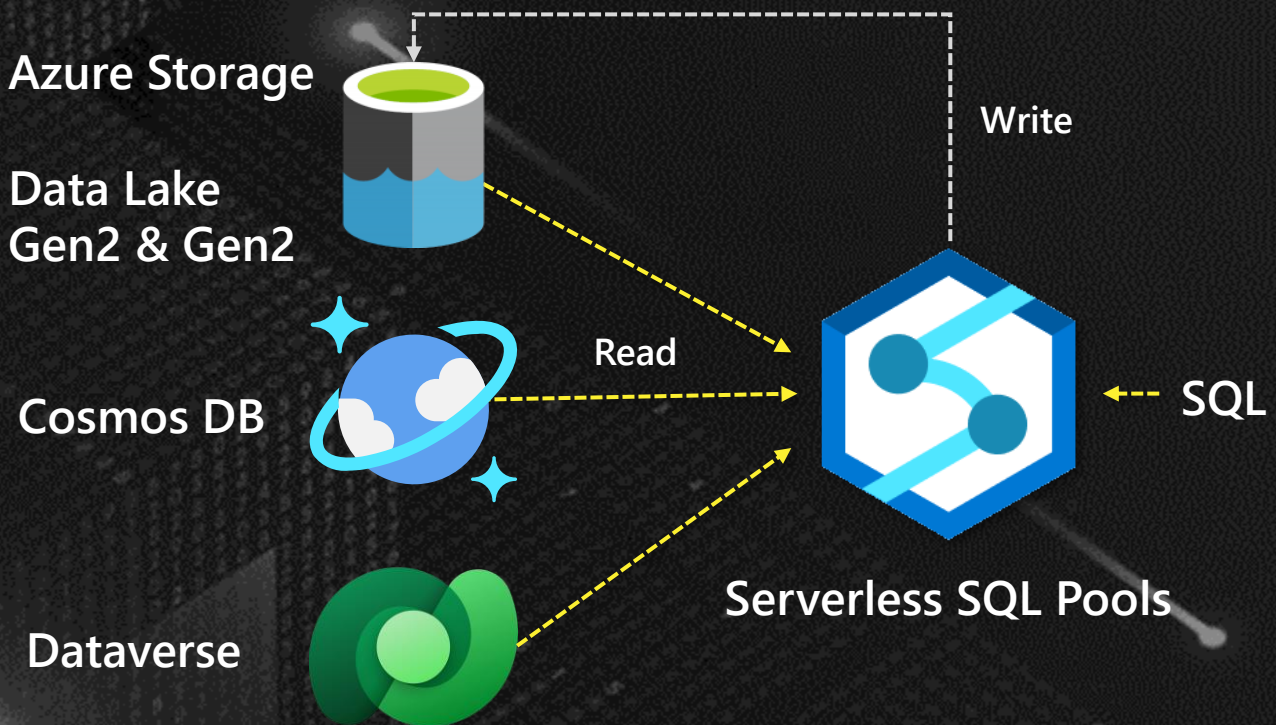 Azure Storage
Write
Data Lake
Gen2 & Gen2
Read
Cosmos DB
SQL
Serverless SQL Pools
Dataverse